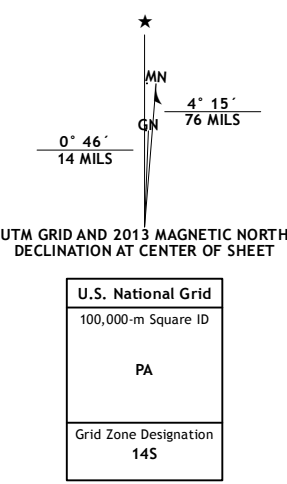 ★
MN
4° 15´
76 MILS
GN
0° 46´
14 MILS
UTM GRID AND 2013 MAGNETIC NORTH
DECLINATION AT CENTER OF SHEET
U.S. National Grid
100,000-m Square ID
PA
Grid Zone Designation
14S